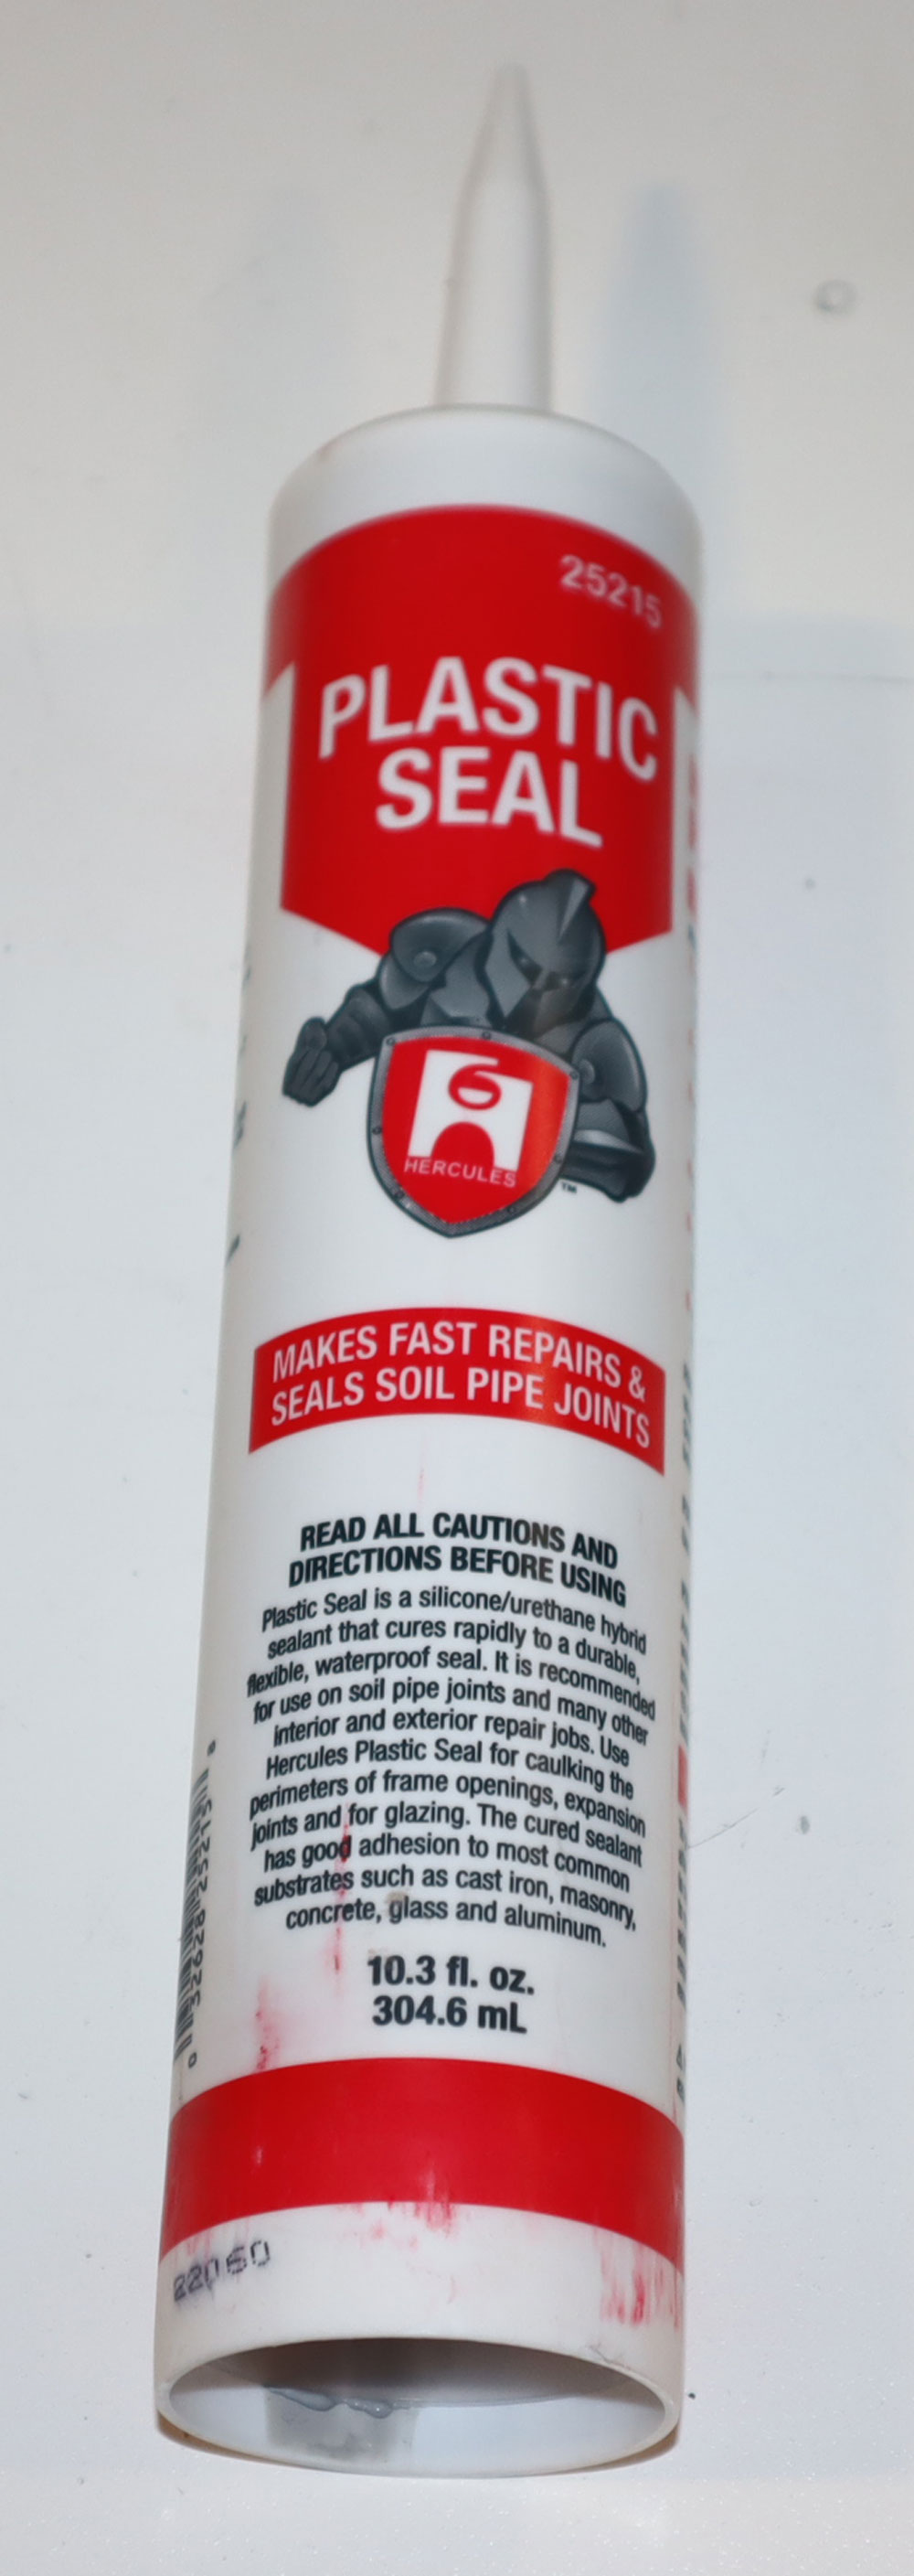 25215
PLASTIC
SEAL
HERCULES
™
MAKES FAST REPAIRS &
SEALS SOIL PIPE JOINTS
READ ALL CAUTIONS AND
DIRECTIONS BEFORE USING
Plastic Seal is a silicone/urethane hybrid
sealant that cures rapidly to a durable,
flexible, waterproof seal. It is recommended
for use on soil pipe joints and many other
interior and exterior repair jobs. Use
Hercules Plastic Seal for caulking the
perimeters of frame openings, expansion
joints and for glazing. The cured sealant
has good adhesion to most common
substrates such as cast iron, masonry,
concrete, glass and aluminum.
10.3 fl. oz.
304.6 mL
22060